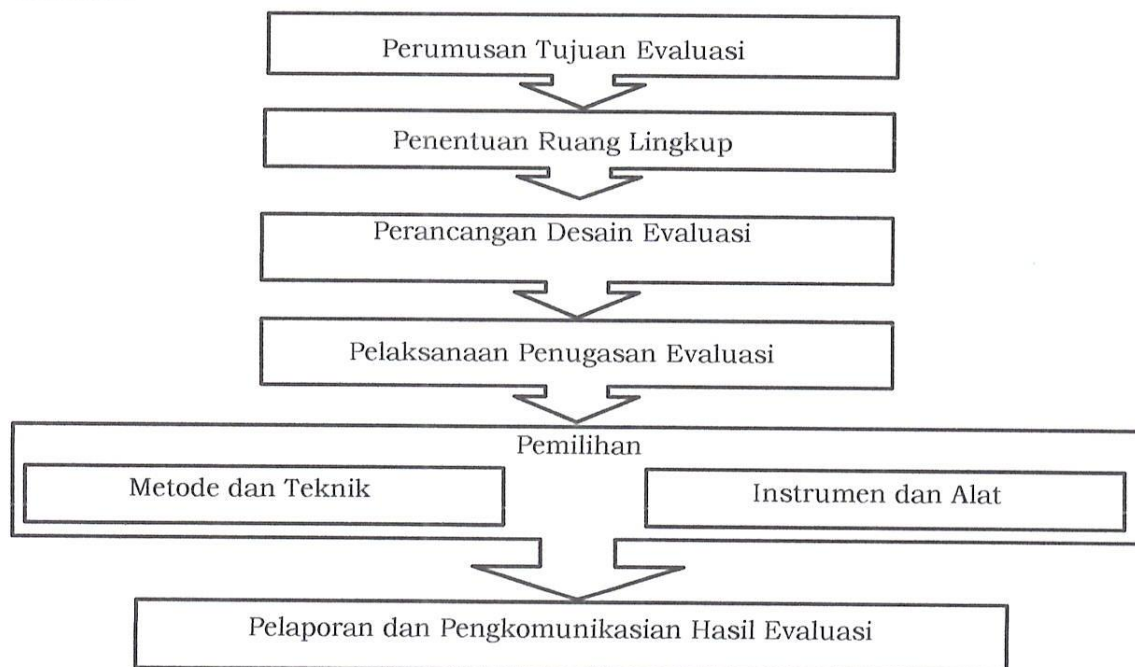 Perumusan Tujuan Evaluasi
Penentuan Ruang Lingkup
Perancangan Desain Evaluasi
Pelaksanaan Penugasan Evaluasi
Pemilihan
Metode dan Teknik
Instrumen dan Alat
Pelaporan dan Pengkomunikasian Hasil Evaluasi